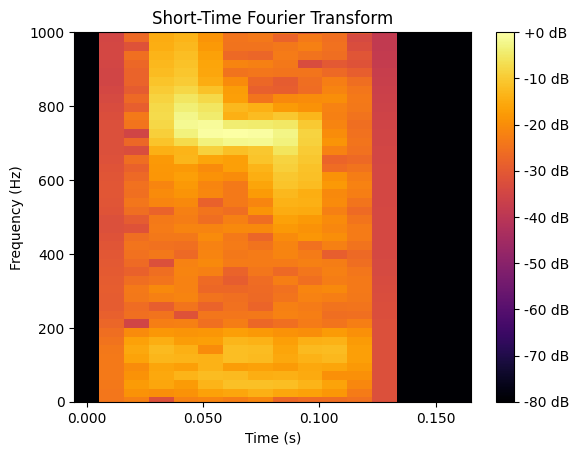 Short-Time Fourier Transform
1000
800
600
400
200
0
Frequency (Hz)
0.000
0.050
0.100
0.150
Time (s)
+0 dB
-10 dB
-20 dB
-30 dB
-40 dB
-50 dB
-60 dB
-70 dB
-80 dB